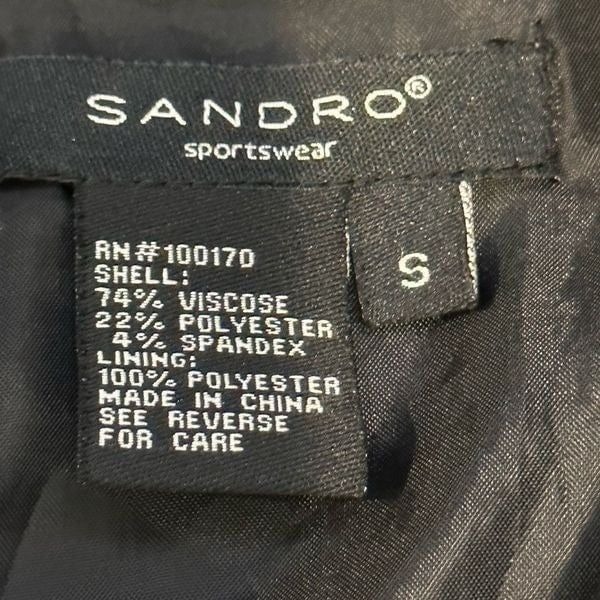 SANDRO®
sportswear
RN#100170
SHELL:
74% VISCOSE
22% POLYESTER
4% SPANDEX
LINING:
100% POLYESTER
MADE IN CHINA
SEE REVERSE
FOR CARE
S